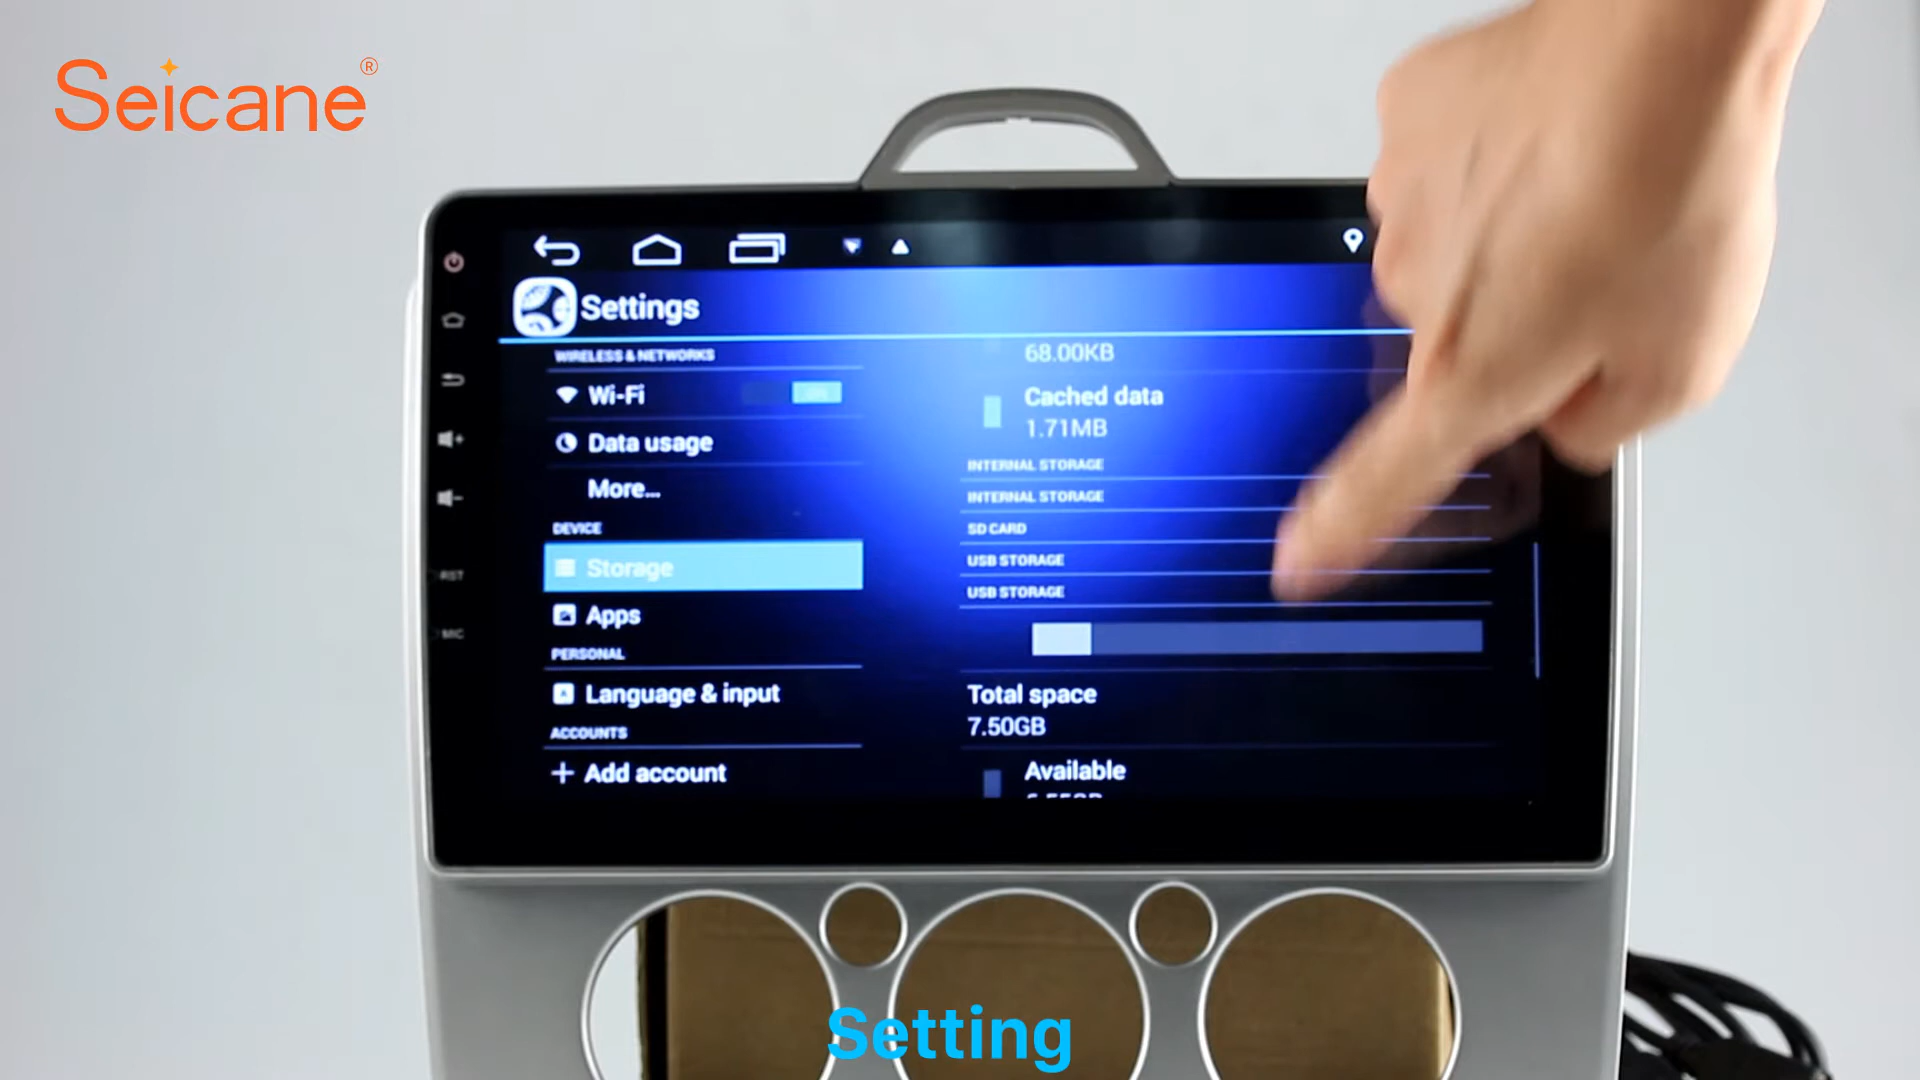 Seicane®
Settings
WIRELESS & NETWORKS
Wi-Fi
Data usage
More...
DEVICE
Storage
Apps
PERSONAL
Language & input
ACCOUNTS
Add account
68.00KB
Cached data
1.71MB
INTERNAL STORAGE
INTERNAL STORAGE
SD CARD
USB STORAGE
USB STORAGE
Total space
7.50GB
Available
RST
MIC
Setting